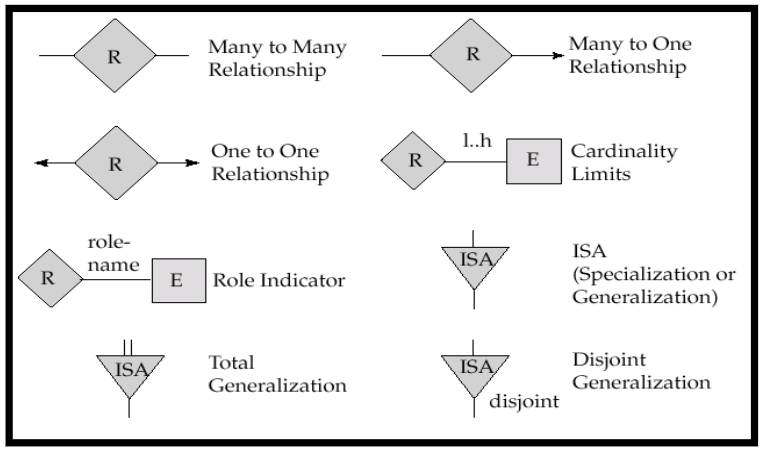 R
Many to Many
Relationship
R
Many to One
Relationship
R
One to One
Relationship
R
l..h
E
Cardinality
Limits
R
role-
name
E
Role Indicator
ISA
ISA
(Specialization or
Generalization)
ISA
Total
Generalization
ISA
disjoint
Disjoint
Generalization